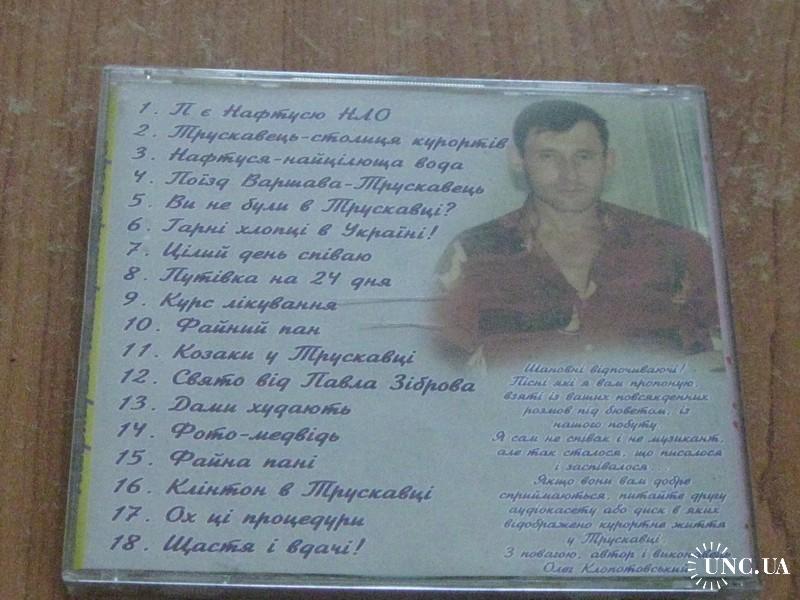 1. П є Нафтусю НЛО
2. Трускавець-столиця курортів
3. Нафтуся-найцілюща вода
4. Поїзд Варшава-Трускавець
5. Ви не були в Трускавці?
6. Гарні хлопці в Україні!
7. Цілий день співаю
8. Путівка на 24 дня
9. Курс лікування
10. Файний пан
11. Козаки у Трускавці
12. Свято від Павла Зіброва
13. Дами худають
14. Фото-медвідь
15. Файна пані
16. Клінтон в Трускавці
17. Ох ці процедури
18. Щастя і вдачі!
Шановні відпочиваючі!
Пісні які я вам пропоную,
взяті із ваших повсякденних
розмов під бюветом, із
нашого побуту.
Я сам не співак і не музикант,
але так сталося, що писалося
і заспівалося...
Якщо вони вам добре
сприймаються, питайте другу
аудіокасету або диск в яких
відображено курортне життя
у Трускавці.
З повагою, автор і виконавець
Олег Клопотовський
UNC.UA